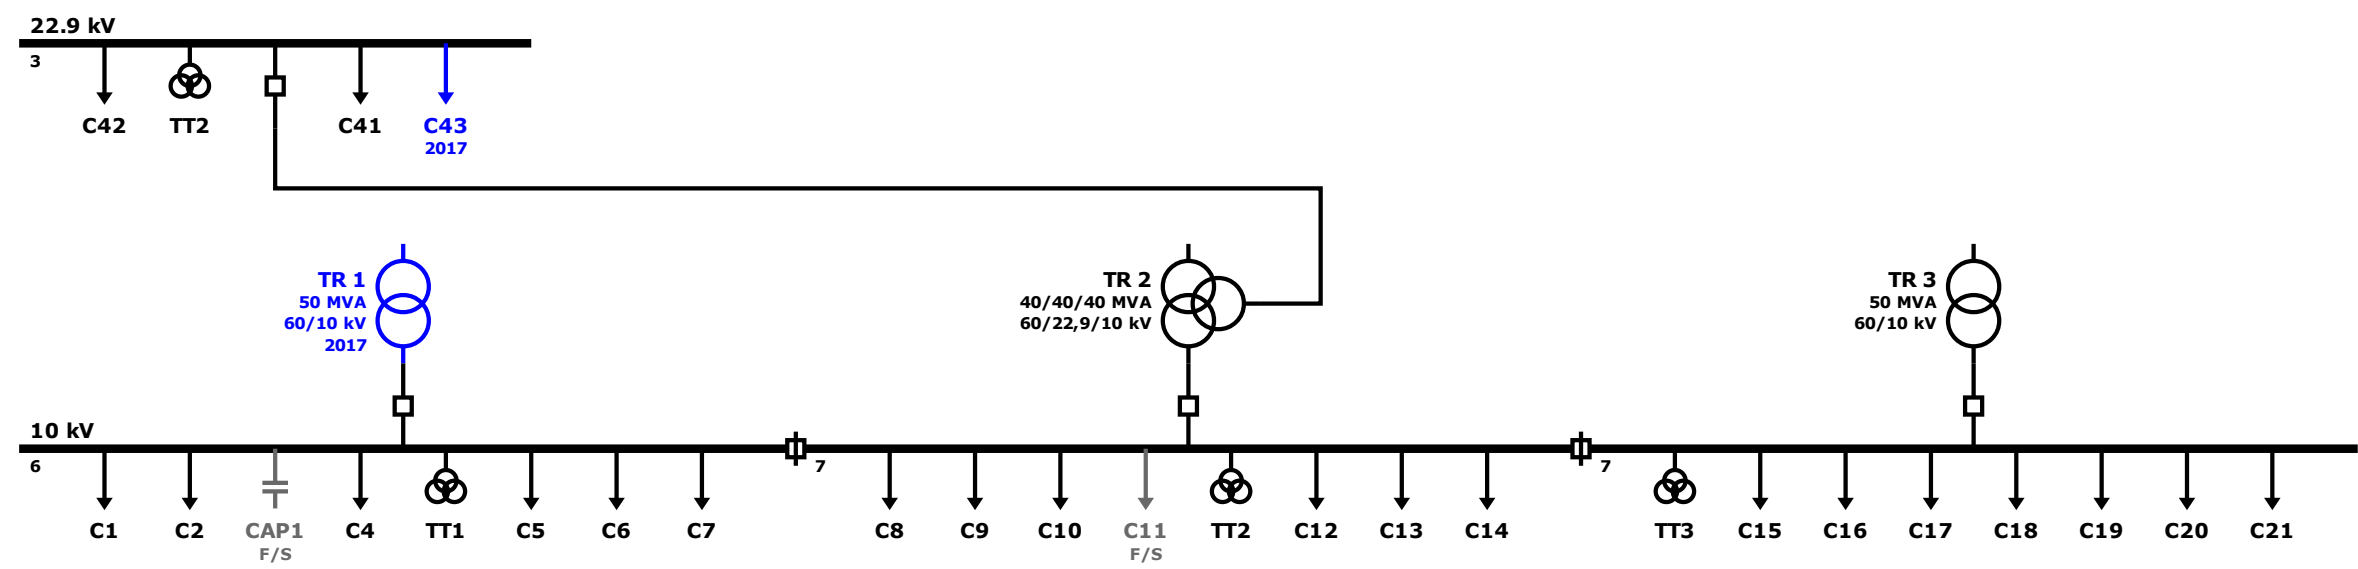 22.9 kV
3
C42
TT2
C41
C43
2017
TR 1
50 MVA
60/10 kV
2017
TR 2
40/40/40 MVA
60/22,9/10 kV
TR 3
50 MVA
60/10 kV
10 kV
6
7
7
C1
C2
CAP1
F/S
C4
TT1
C5
C6
C7
C8
C9
C10
C11
F/S
TT2
C12
C13
C14
TT3
C15
C16
C17
C18
C19
C20
C21